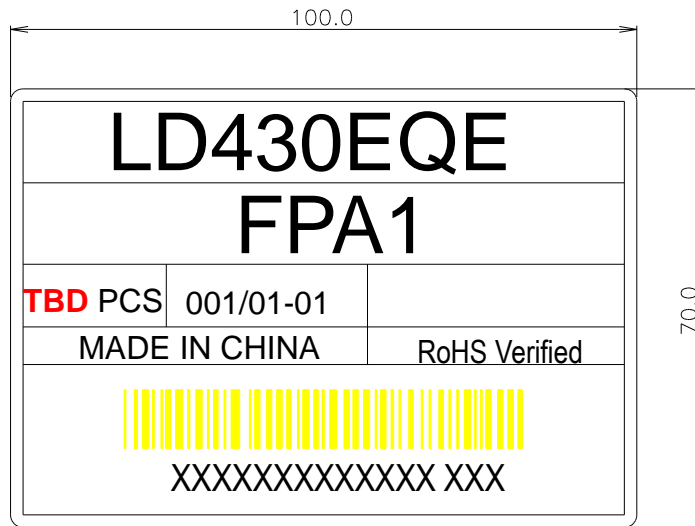 100.0
LD430EQE
FPA1
70.0
TBD PCS 001/01-01
MADE IN CHINA RoHS Verified
XXXXXXXXXXXXX XXX